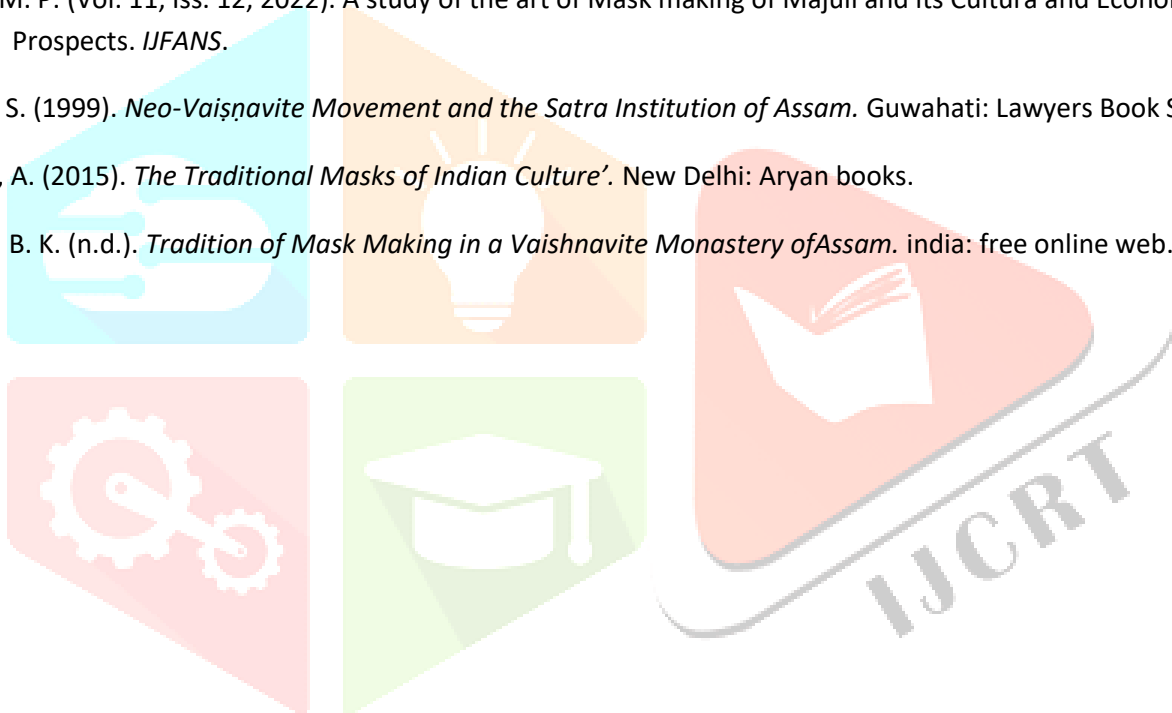 M. P. (Vol. 11, Iss. 12, 2022). A study of the art of Mask making of Majuli and its Cultura and
Prospects. IJFANS.
S. (1999). Neo-Vaiṣṇavite Movement and the Satra Institution of Assam. Guwahati: Lawyers Book
, A. (2015). The Traditional Masks of Indian Culture’. New Delhi: Aryan books.
B. K. (n.d.). Tradition of Mask Making in a Vaishnavite Monastery ofAssam. india: free online web.
IJCRT